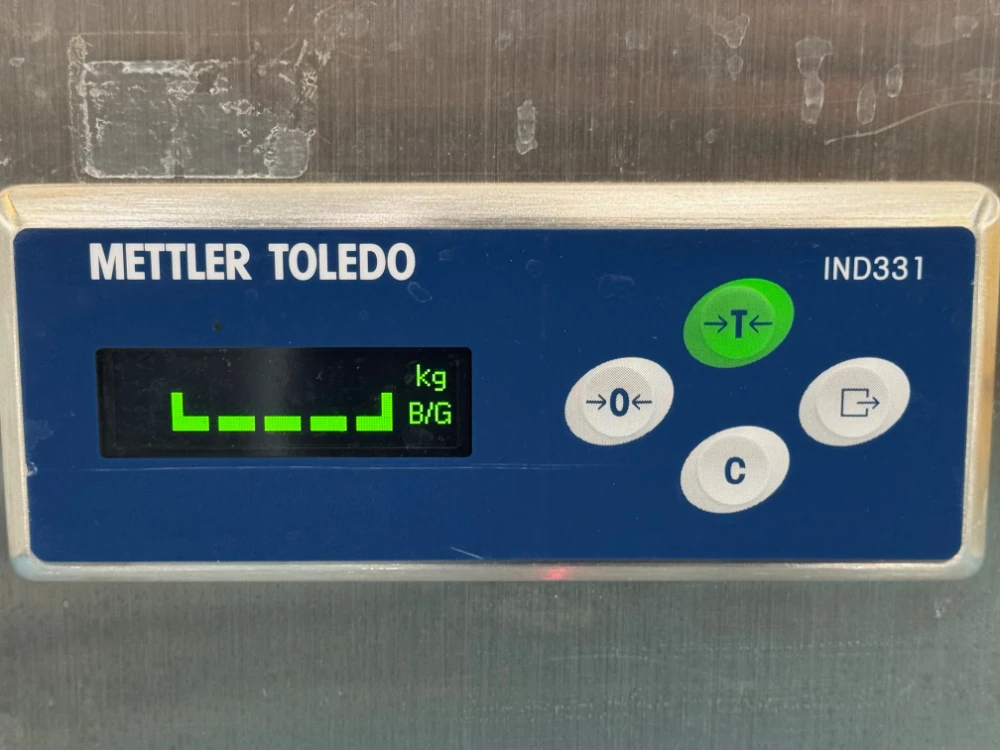 METTLER TOLEDO
IND331
→T←
kg
→0←
B/G
C